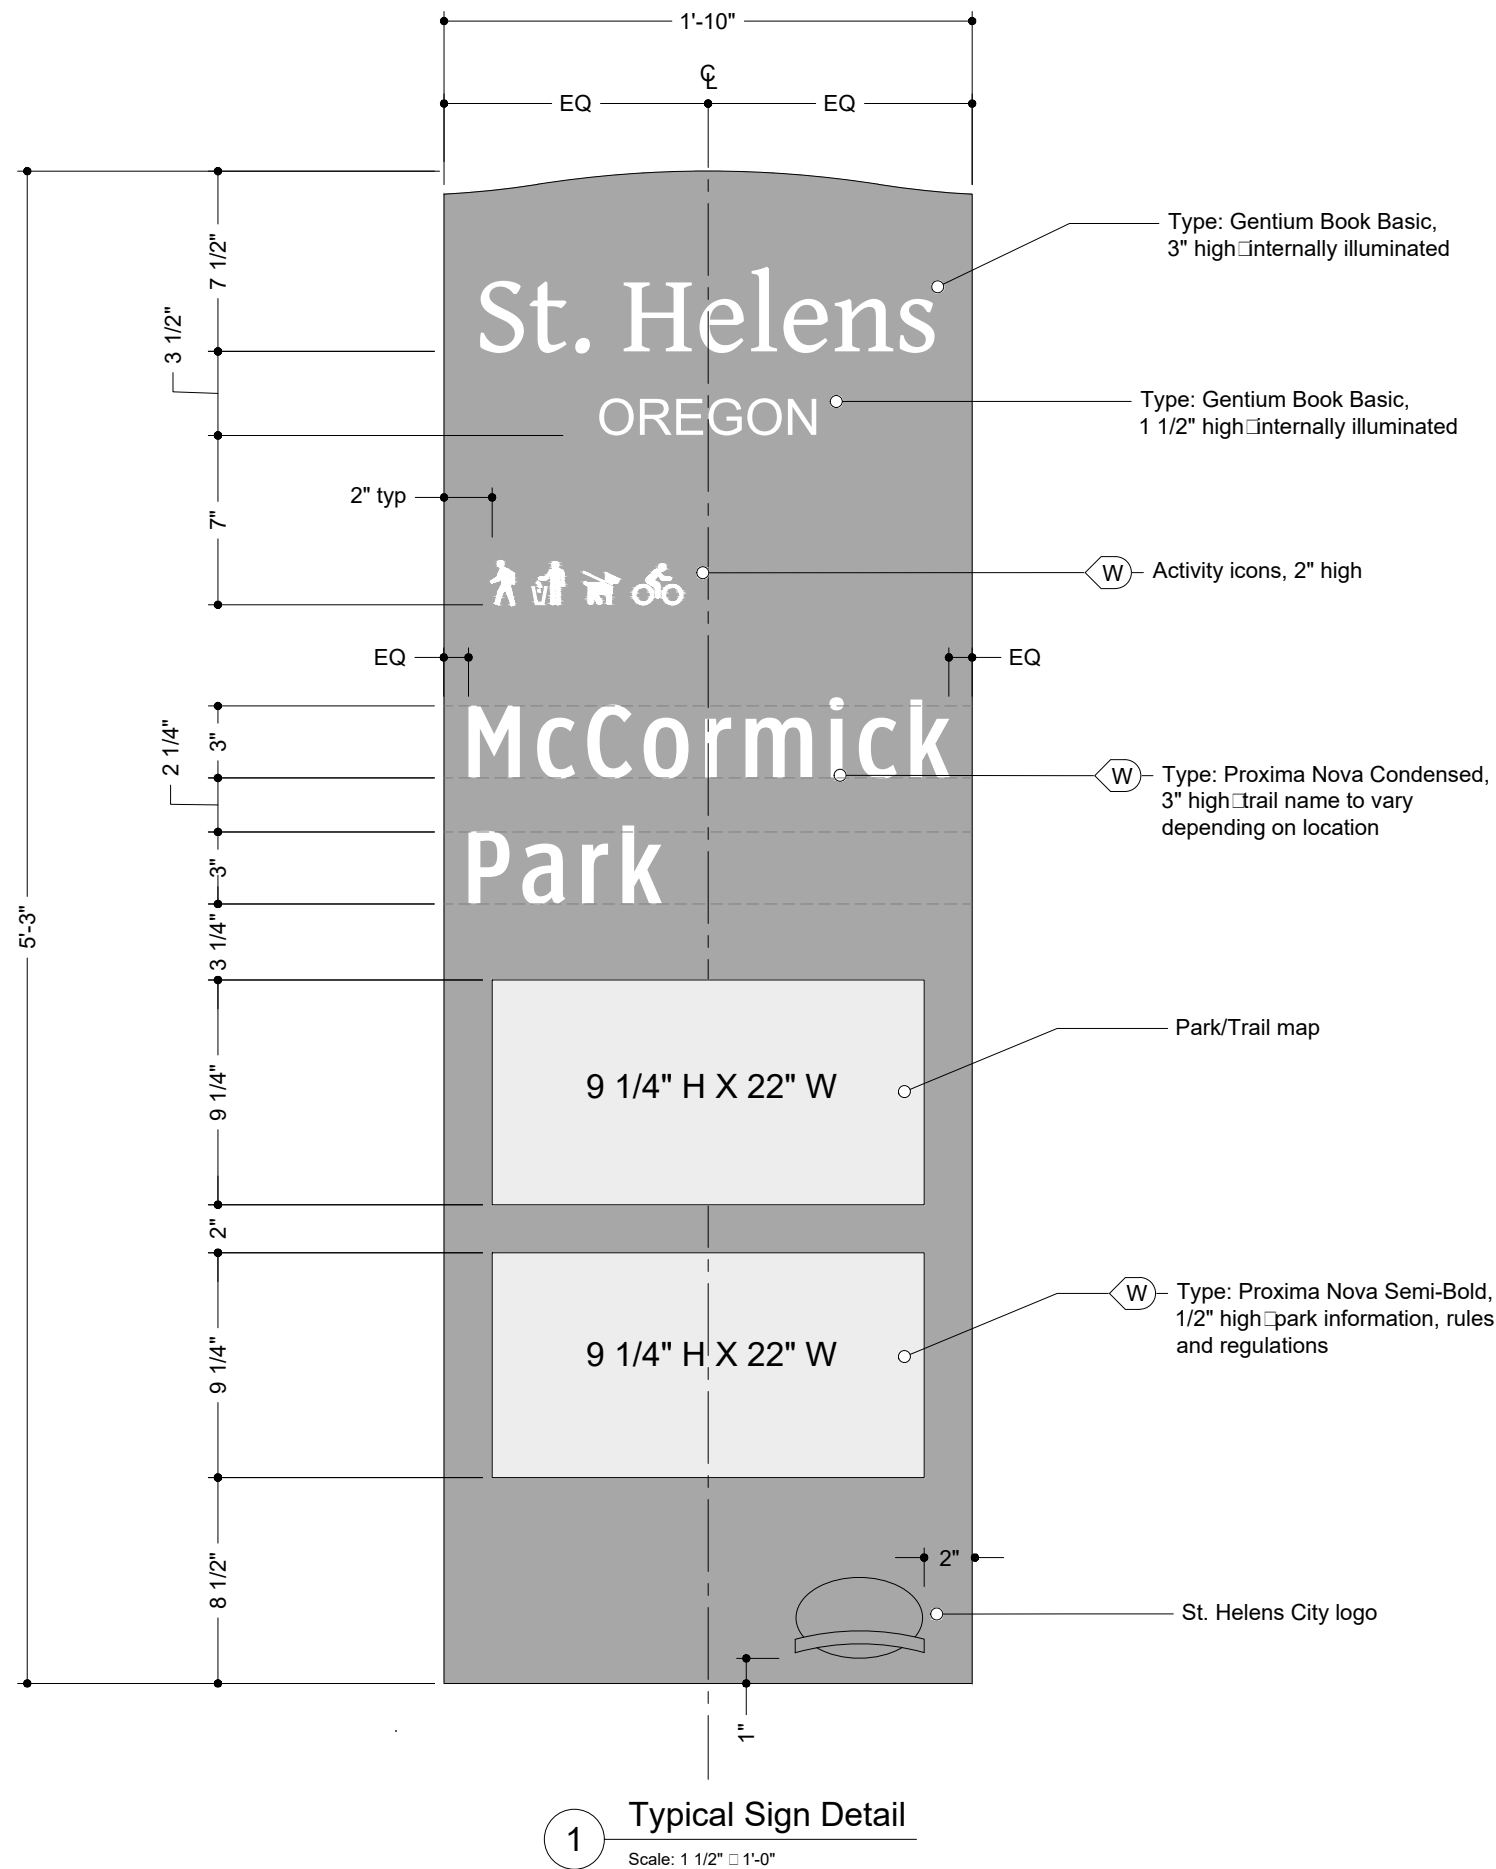 1'-10"
℄
EQ
EQ
7 1/2"
3 1/2"
7"
3"
2 1/4"
3"
3 1/4"
9 1/4"
2"
9 1/4"
8 1/2"
5'-3"
St. Helens
OREGON
2" typ
EQ
EQ
McCormick
Park
9 1/4" H X 22" W
9 1/4" H X 22" W
2"
1"
Type: Gentium Book Basic,
3" high□internally illuminated
Type: Gentium Book Basic,
1 1/2" high□internally illuminated
W Activity icons, 2" high
W Type: Proxima Nova Condensed,
3" high□trail name to vary
depending on location
Park/Trail map
W Type: Proxima Nova Semi-Bold,
1/2" high□park information, rules
and regulations
St. Helens City logo
1 Typical Sign Detail
Scale: 1 1/2" □ 1'-0"